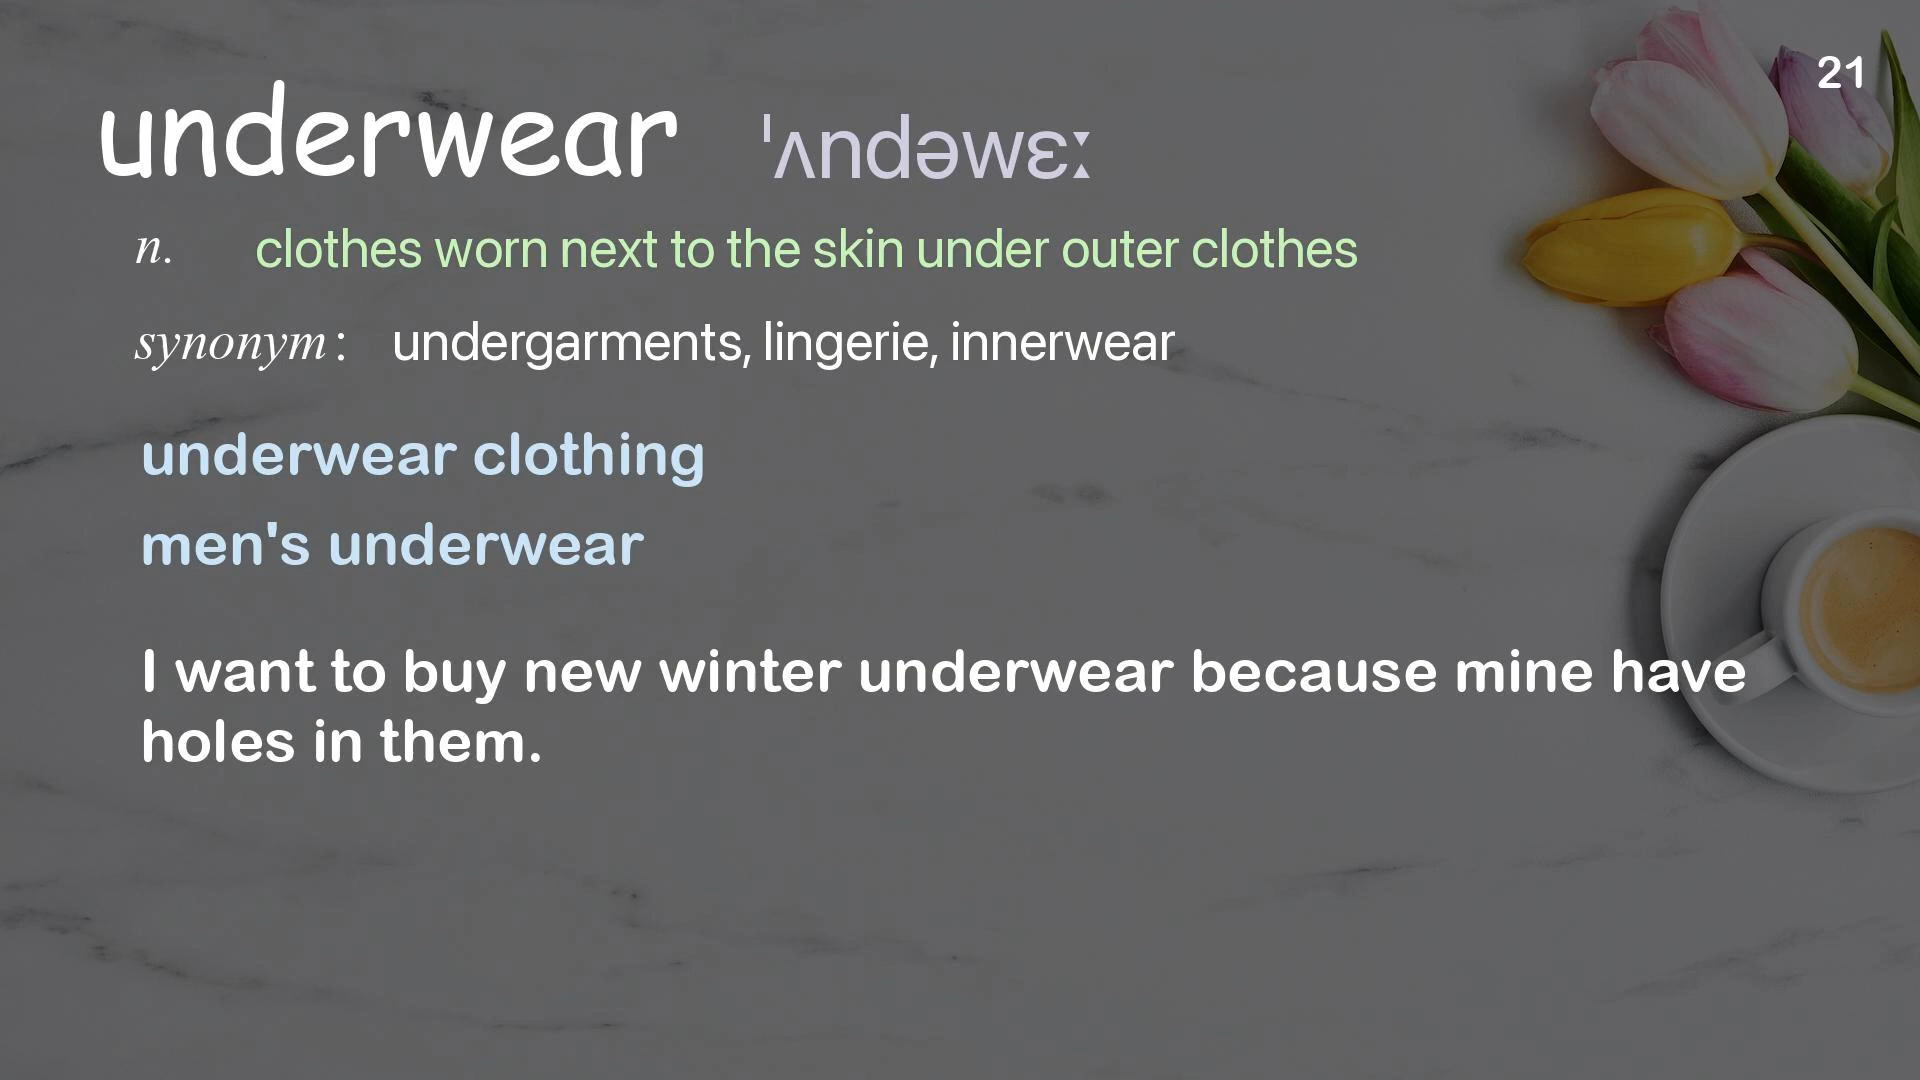 21
underwear ˈʌndəwɛː
n. clothes worn next to the skin under outer clothes
synonym: undergarments, lingerie, innerwear
underwear clothing
men's underwear
I want to buy new winter underwear because mine have
holes in them.